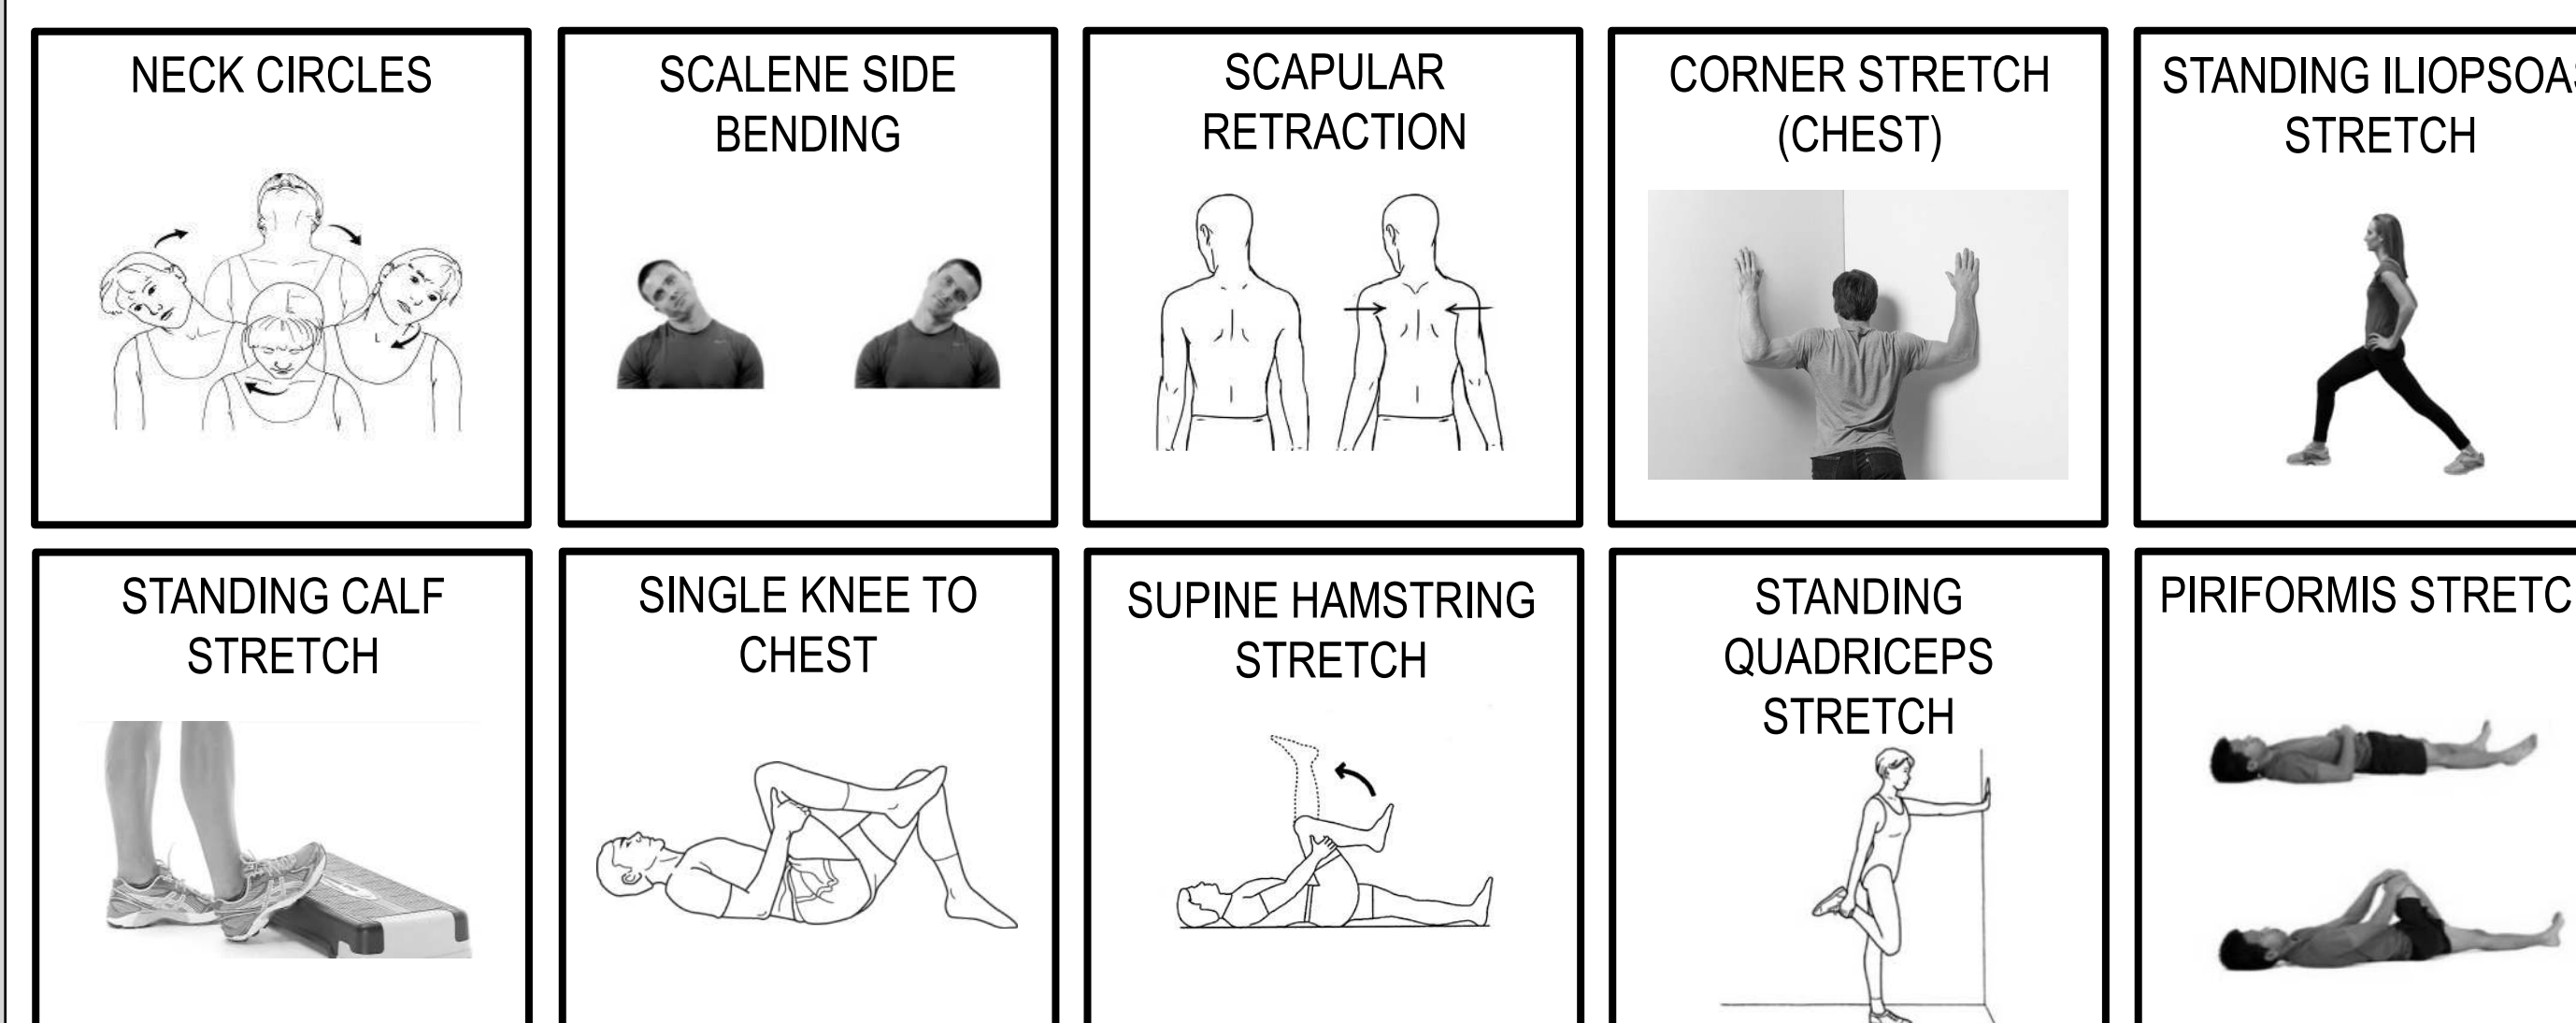 NECK CIRCLES
SCALENE SIDE
BENDING
SCAPULAR
RETRACTION
CORNER STRETCH
(CHEST)
STANDING ILIOPSOAS
STRETCH
STANDING CALF
STRETCH
SINGLE KNEE TO
CHEST
SUPINE HAMSTRING
STRETCH
STANDING
QUADRICEPS
STRETCH
PIRIFORMIS STRETC